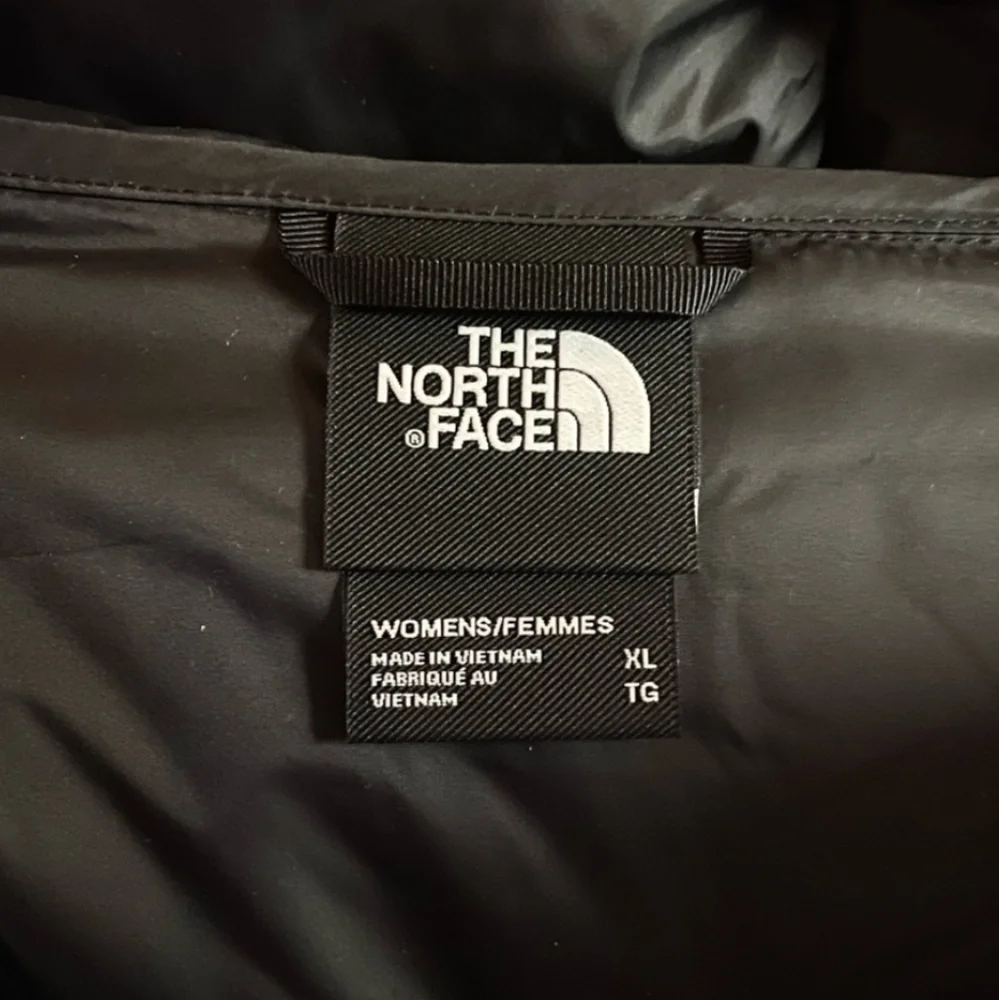 THE
NORTH
®FACE
WOMENS/FEMMES
MADE IN VIETNAM XL
FABRIQUÉ AU
VIETNAM TG